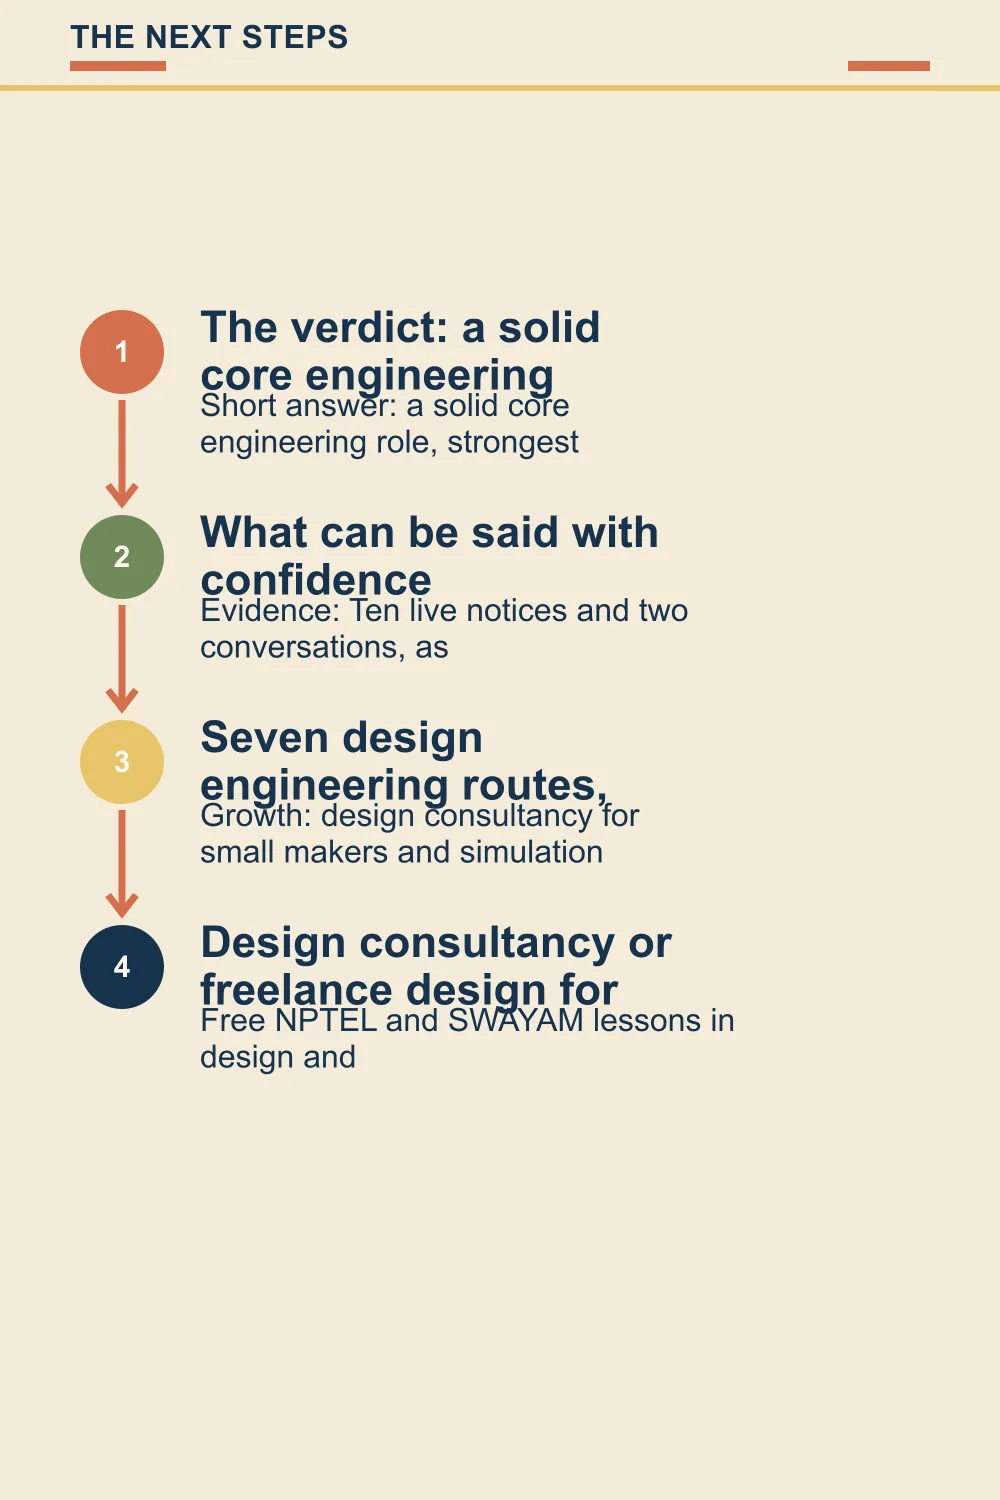 THE NEXT STEPS
1
The verdict: a solid
core engineering
Short answer: a solid core
engineering role, strongest
2
What can be said with
confidence
Evidence: Ten live notices and two
conversations, as
3
Seven design
engineering routes,
Growth: design consultancy for
small makers and simulation
4
Design consultancy or
freelance design for
Free NPTEL and SWAYAM lessons in
design and